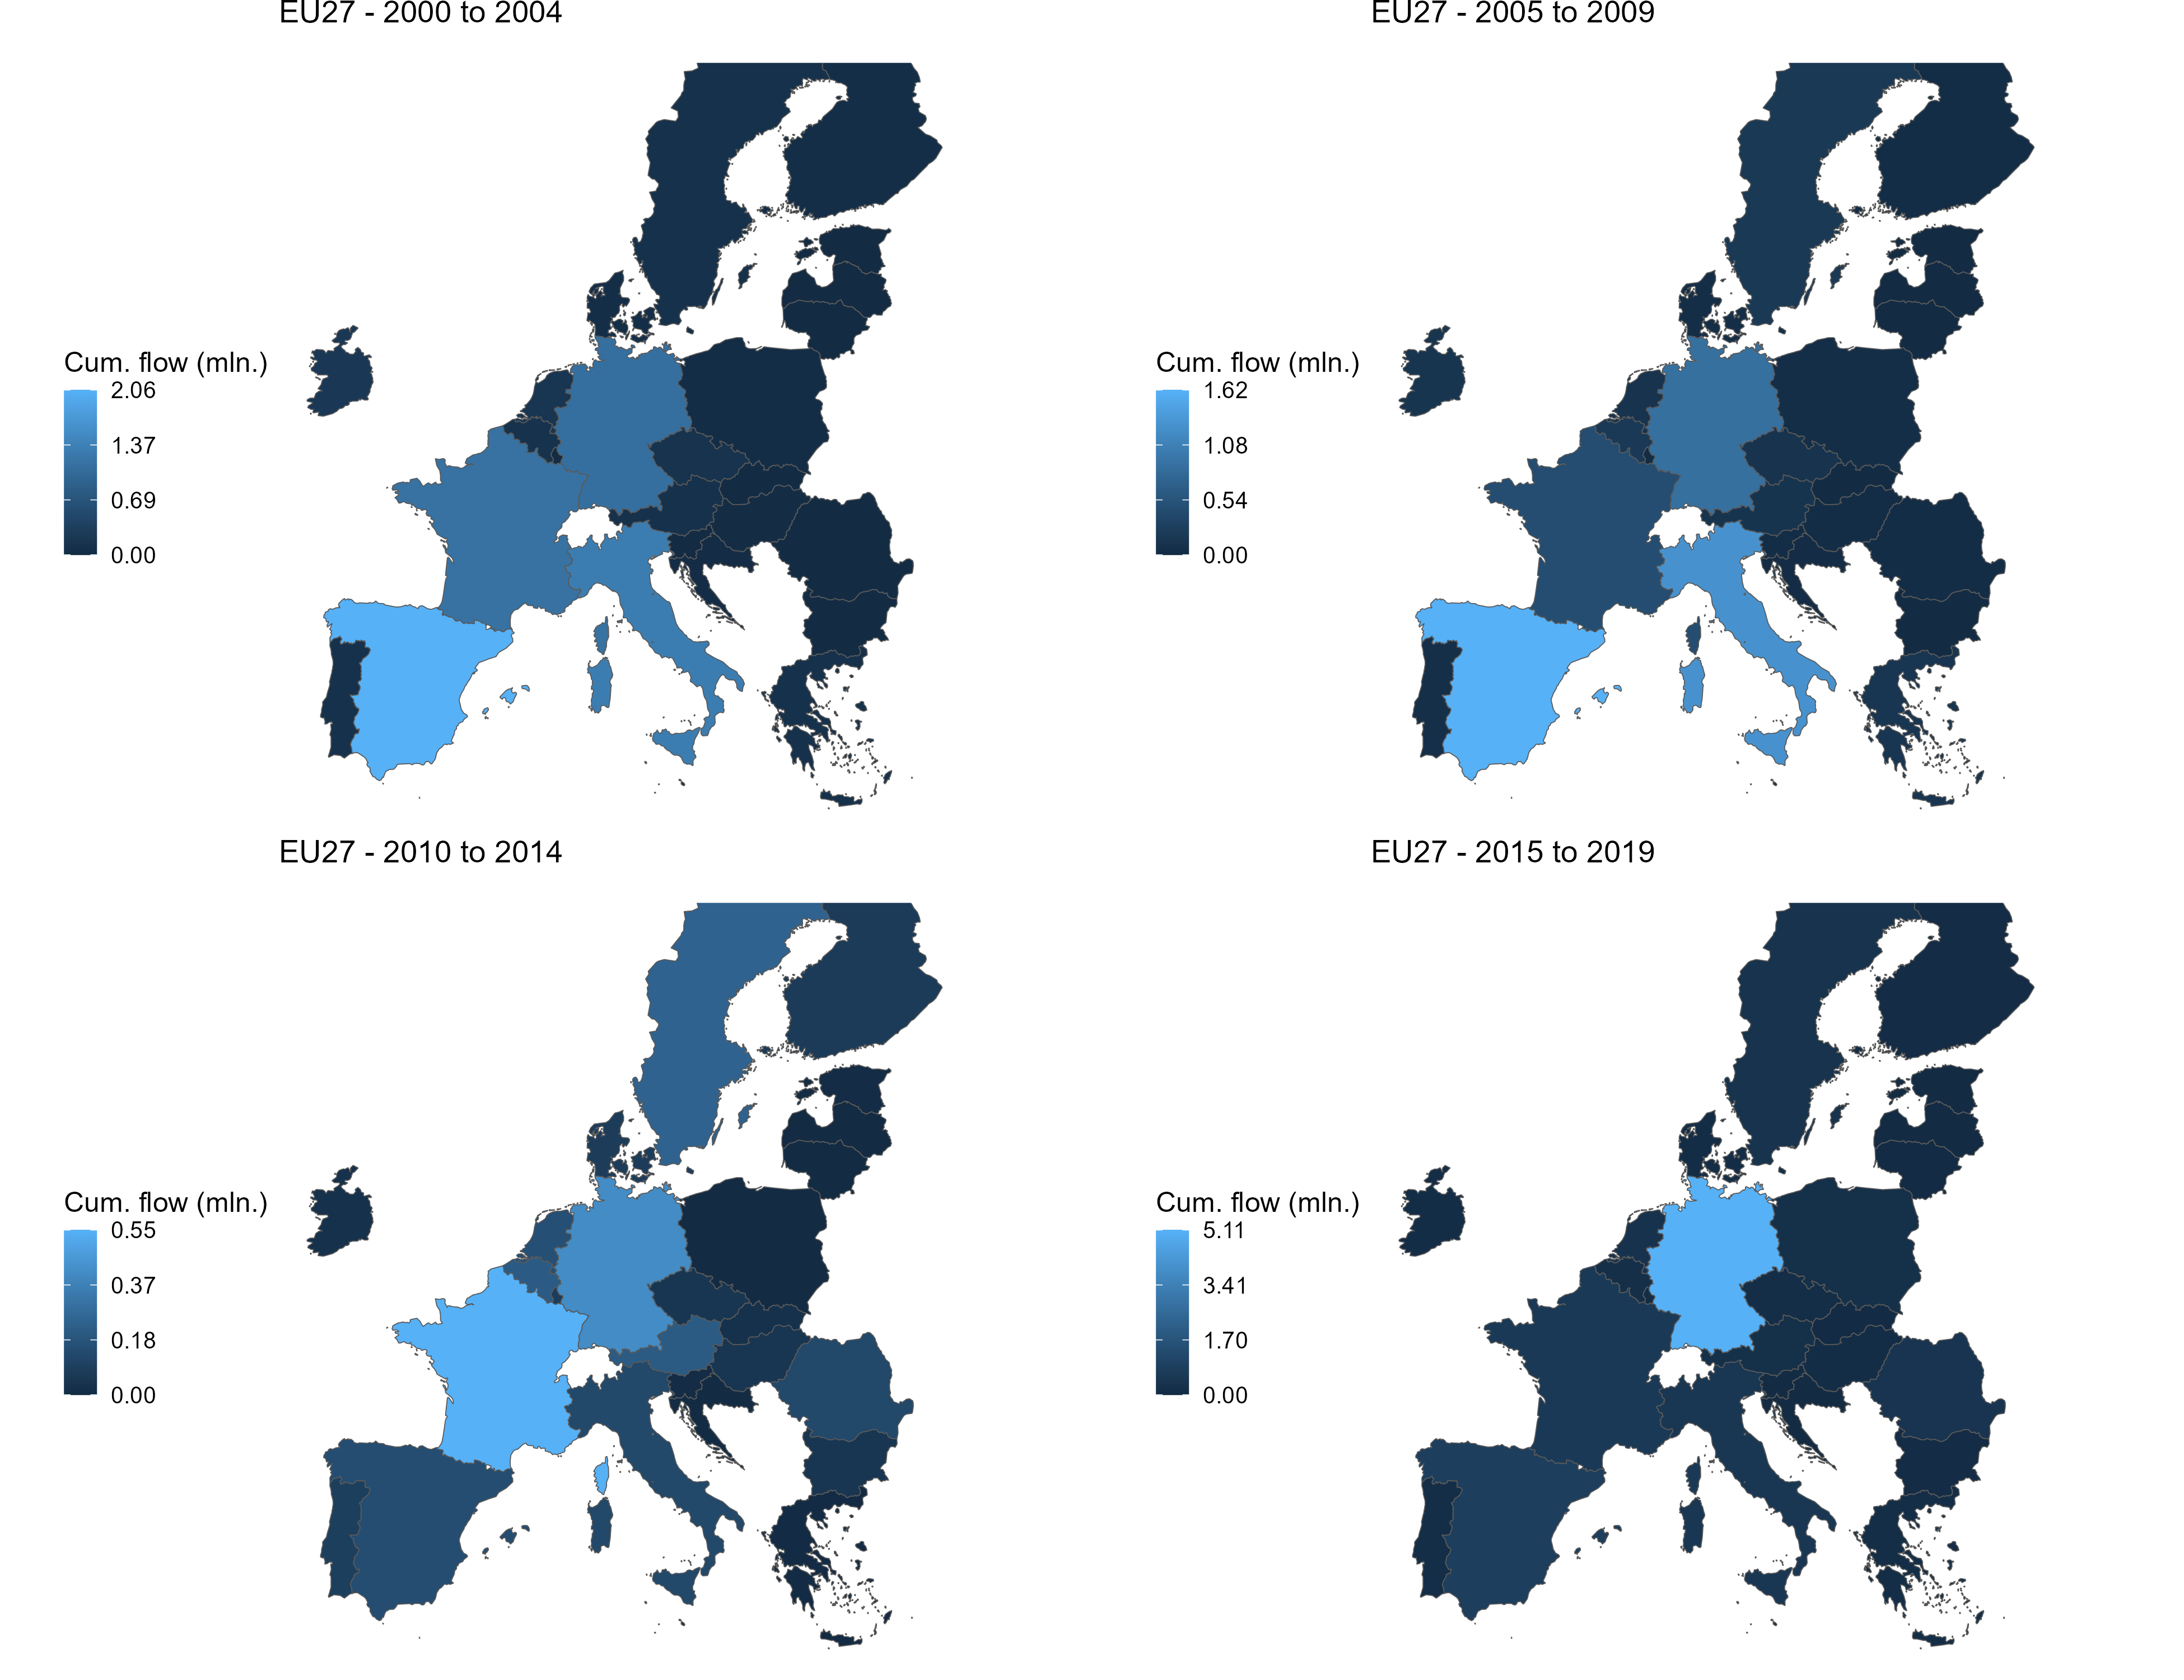 EU27 - 2000 to 2004
Cum. flow (mln.)
2.06
1.37
0.69
0.00
EU27 - 2005 to 2009
Cum. flow (mln.)
1.62
1.08
0.54
0.00
EU27 - 2010 to 2014
Cum. flow (mln.)
0.55
0.37
0.18
0.00
EU27 - 2015 to 2019
Cum. flow (mln.)
5.11
3.41
1.70
0.00